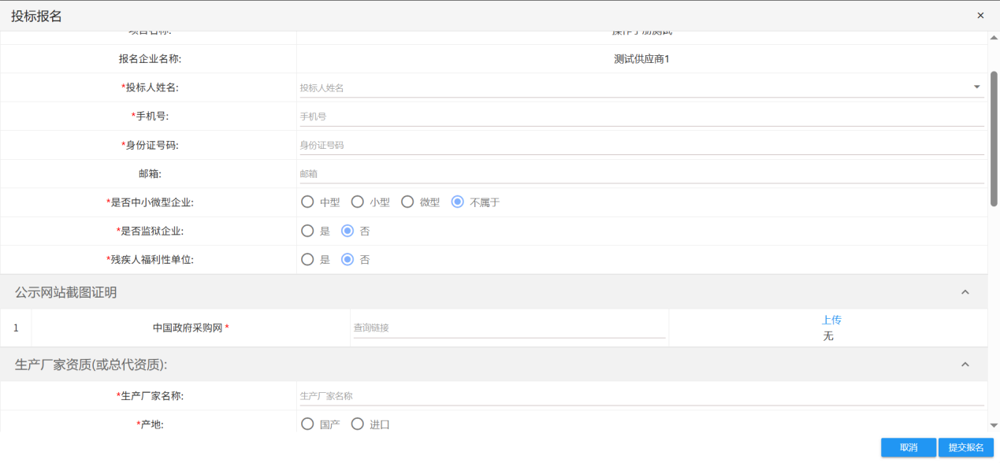 投标报名 ×
项目名称: 操作手册测试
报名企业名称: 测试供应商1
*投标人姓名: 投标人姓名
*手机号: 手机号
*身份证号码: 身份证号码
邮箱: 邮箱
*是否中小微型企业: 中型 小型 微型 不属于
*是否监狱企业: 是 否
*残疾人福利性单位: 是 否
公示网站截图证明
1 中国政府采购网 * 查询链接 上传
无
生产厂家资质(或总代资质):
*生产厂家名称: 生产厂家名称
*产地: 国产 进口
取消 提交报名